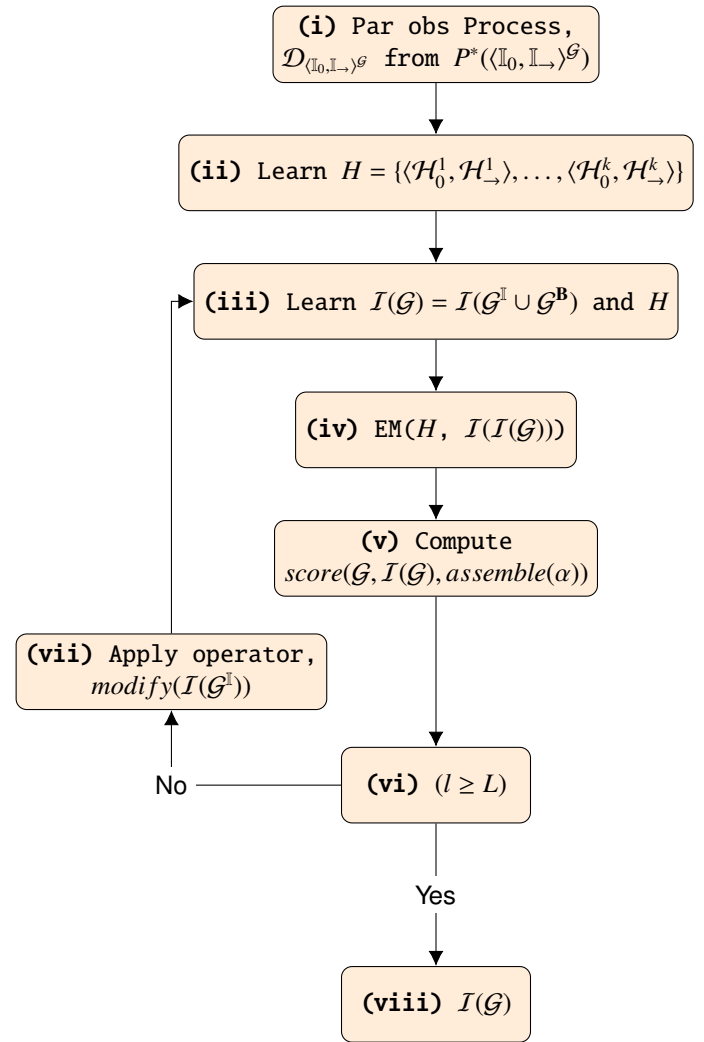 (i) Par obs Process,
𝒟⟨𝕀₀,𝕀→⟩𝒢 from P*(⟨𝕀₀, 𝕀→⟩𝒢)
(ii) Learn H = {⟨ℋ₀¹, ℋ→¹⟩, . . . , ⟨ℋ₀ᵏ, ℋ→ᵏ⟩}
(iii) Learn ℐ(𝒢) = ℐ(𝒢^𝕀 ∪ 𝒢^𝐁) and H
(iv) EM(H, ℐ(ℐ(𝒢)))
(v) Compute
score(𝒢, ℐ(𝒢), assemble(α))
(vii) Apply operator,
modify(ℐ(𝒢^𝕀))
No
(vi) (l ≥ L)
Yes
(viii) ℐ(𝒢)